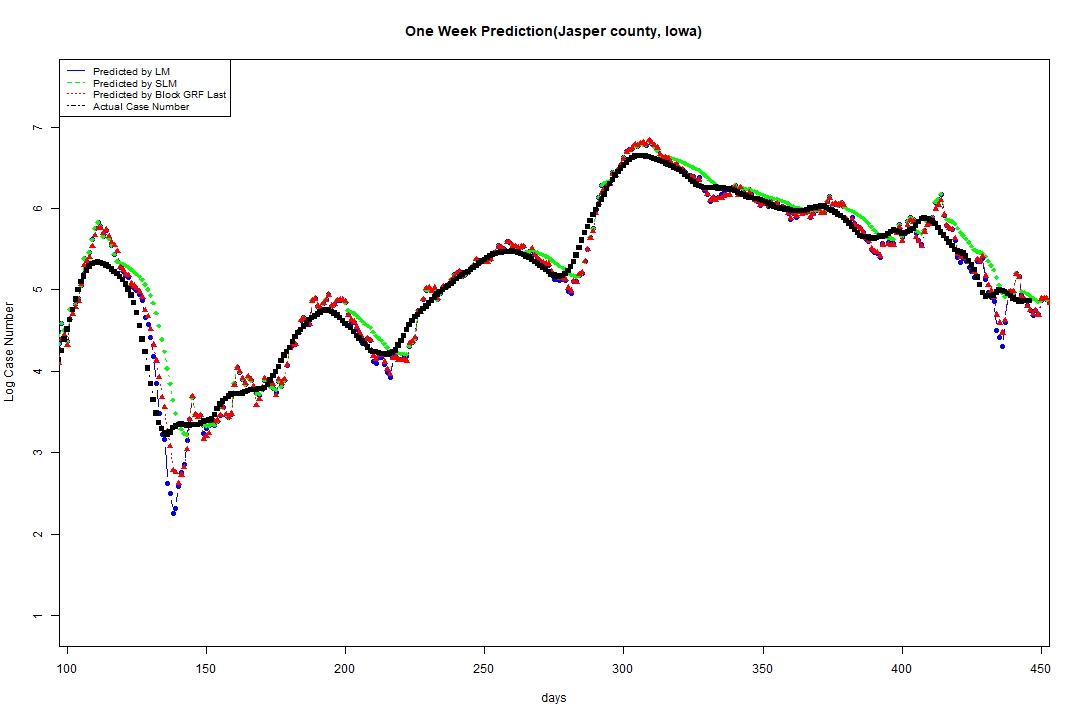 One Week Prediction(Jasper county, Iowa)
Predicted by LM
Predicted by SLM
Predicted by Block GRF Last
Actual Case Number
7
6
5
4
3
2
1
Log Case Number
100 150 200 250 300 350 400 450
days